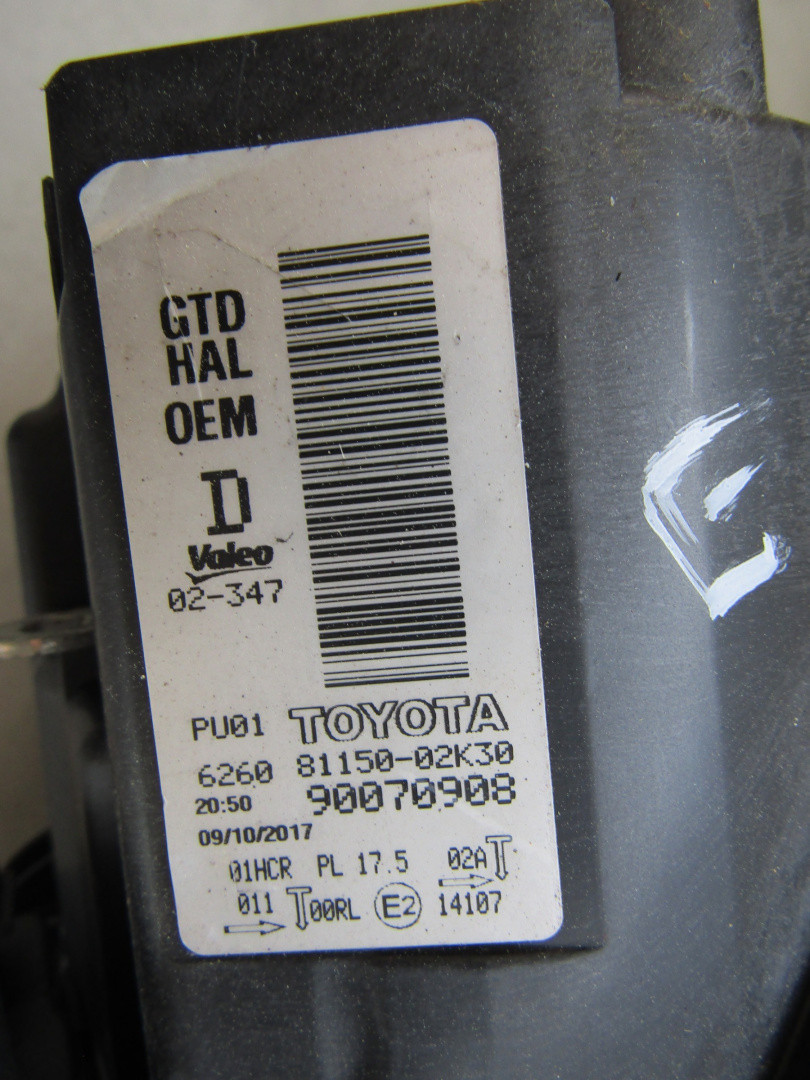 GTD
HAL
OEM
D
Valeo
02-347
PU01 TOYOTA
6260 81150-02K30
20:50 90070908
09/10/2017
01HCR PL 17.5 02A
011 00RL E2 14107
E